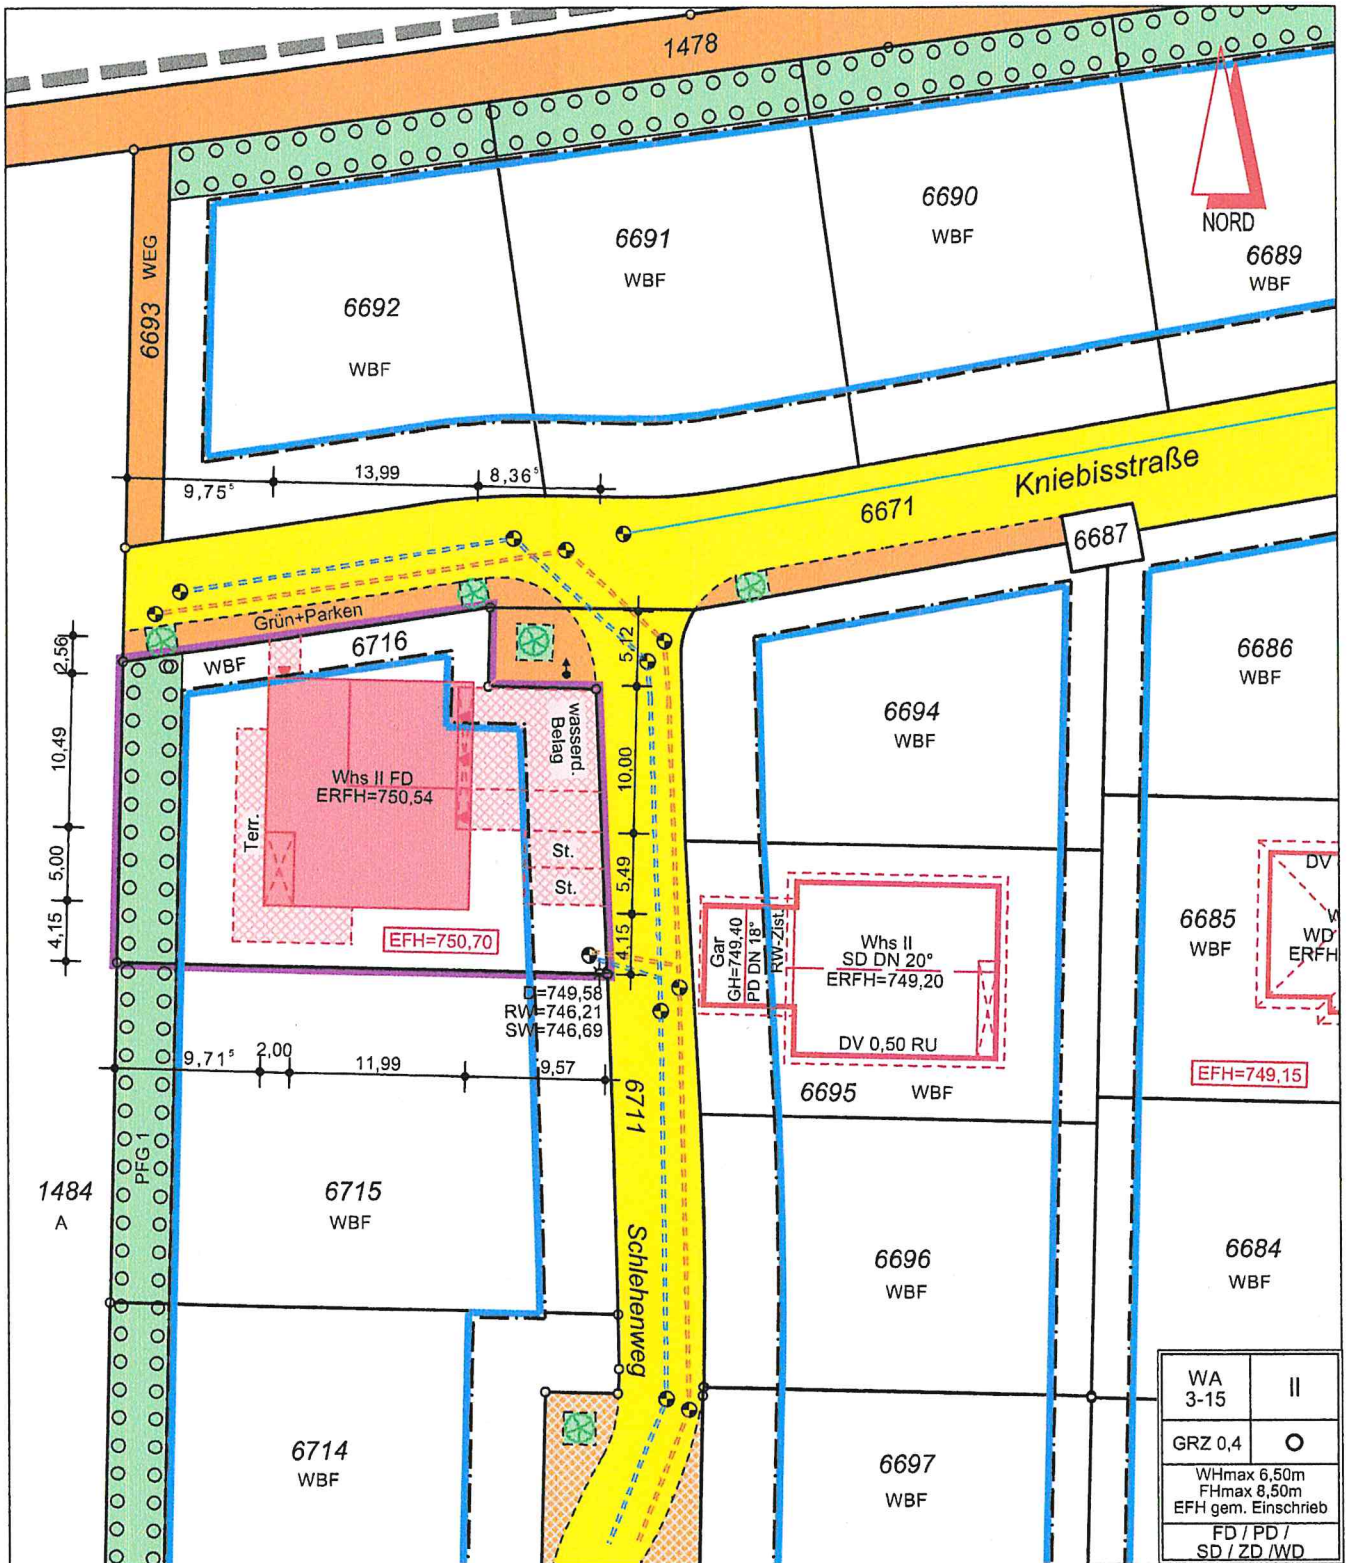 1478
NORD
6690
WBF
6691
WBF
6689
WBF
6692
WBF
6693 WEG
9,75⁵
13,99
8,36⁵
Kniebisstraße
6671
6687
Grün+Parken
2,56
WBF
6716
5,12
6686
WBF
6694
WBF
10,49
Whs II FD
ERFH=750,54
wasserd.
Belag
10,00
Terr.
5,00
St.
St.
5,49
4,15
4,15
EFH=750,70
Gar
GH=749,40
PD DN 18°
RW-Zist.
Whs II
SD DN 20°
ERFH=749,20
DV 0,50 RU
6685
WBF
DV
W
WD
ERFH
D=749,58
RW=746,21
SW=746,69
9,71⁵
2,00
11,99
9,57
6711
6695
WBF
EFH=749,15
PFG 1
1484
A
6715
WBF
Schlehenweg
6696
WBF
6684
WBF
6714
WBF
6697
WBF
WA
3-15
II
GRZ 0,4
O
WHmax 6,50m
FHmax 8,50m
EFH gem. Einschrieb
FD / PD /
SD / ZD /WD